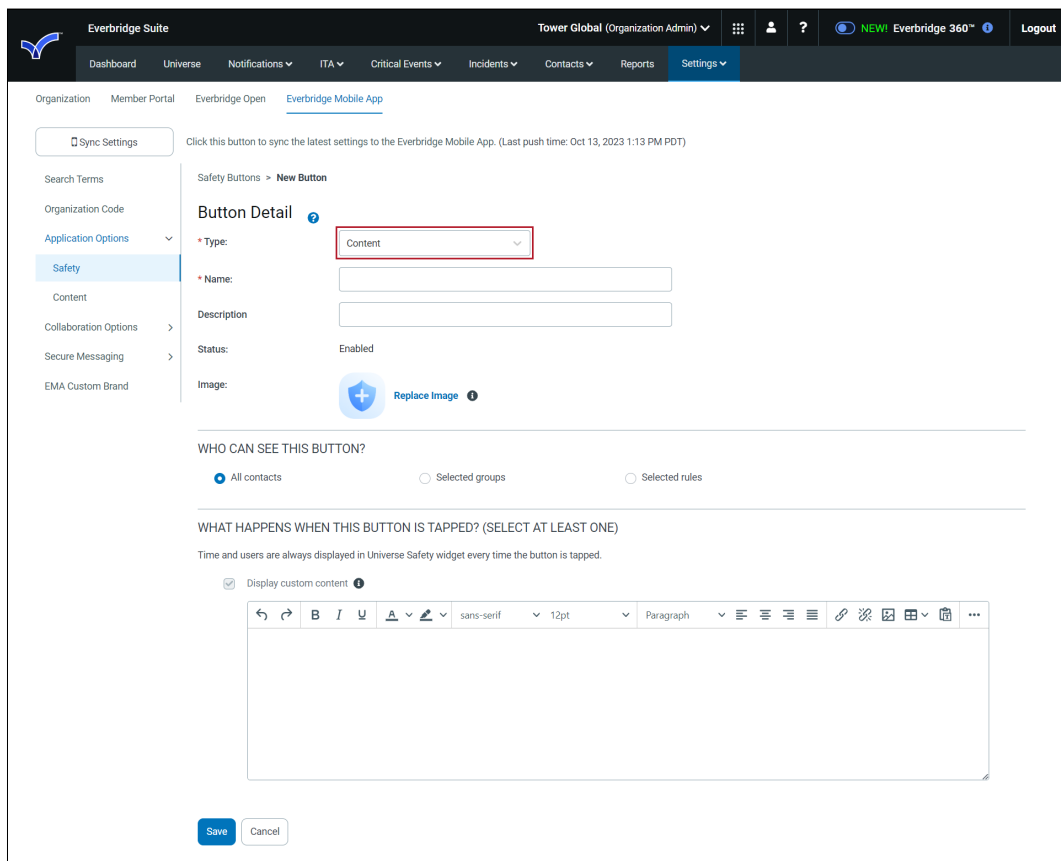 Everbridge Suite
Tower Global (Organization Admin)
? NEW! Everbridge 360™ i Logout
Dashboard Universe Notifications ITA Critical Events Incidents Contacts Reports Settings
Organization Member Portal Everbridge Open Everbridge Mobile App
Sync Settings Click this button to sync the latest settings to the Everbridge Mobile App. (Last push time: Oct 13, 2023 1:13 PM PDT)
Search Terms
Organization Code
Application Options
Safety
Content
Collaboration Options
Secure Messaging
EMA Custom Brand
Safety Buttons > New Button
Button Detail ?
* Type: Content
* Name:
Description
Status: Enabled
Image: Replace Image i
WHO CAN SEE THIS BUTTON?
All contacts Selected groups Selected rules
WHAT HAPPENS WHEN THIS BUTTON IS TAPPED? (SELECT AT LEAST ONE)
Time and users are always displayed in Universe Safety widget every time the button is tapped.
Display custom content i
B I U A sans-serif 12pt Paragraph
Save Cancel